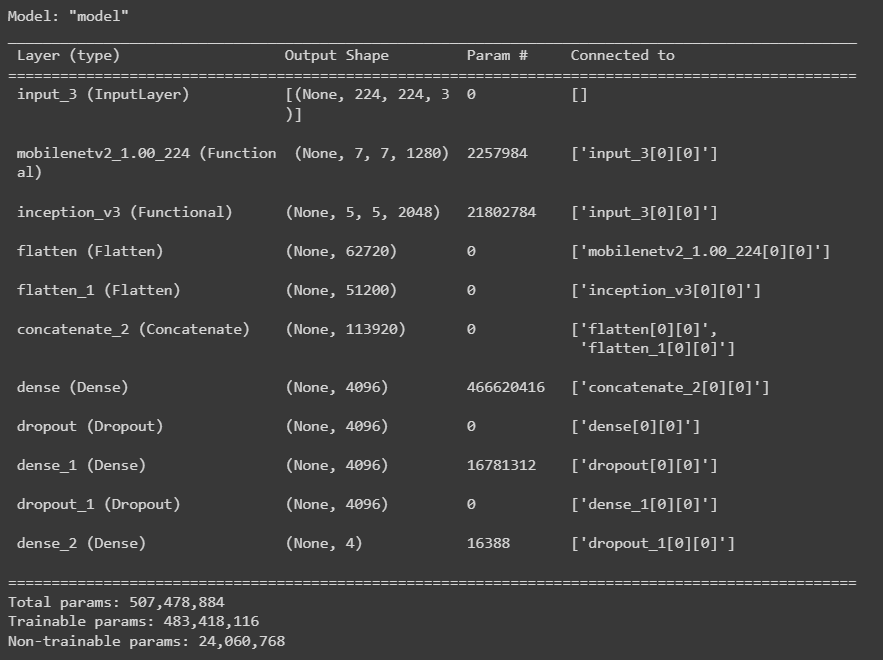 Model: "model"
Layer (type) Output Shape Param # Connected to
input_3 (InputLayer) [(None, 224, 224, 3 0 []
)]
mobilenetv2_1.00_224 (Function (None, 7, 7, 1280) 2257984 ['input_3[0][0]']
al)
inception_v3 (Functional) (None, 5, 5, 2048) 21802784 ['input_3[0][0]']
flatten (Flatten) (None, 62720) 0 ['mobilenetv2_1.00_224[0][0]']
flatten_1 (Flatten) (None, 51200) 0 ['inception_v3[0][0]']
concatenate_2 (Concatenate) (None, 113920) 0 ['flatten[0][0]',
'flatten_1[0][0]']
dense (Dense) (None, 4096) 466620416 ['concatenate_2[0][0]']
dropout (Dropout) (None, 4096) 0 ['dense[0][0]']
dense_1 (Dense) (None, 4096) 16781312 ['dropout[0][0]']
dropout_1 (Dropout) (None, 4096) 0 ['dense_1[0][0]']
dense_2 (Dense) (None, 4) 16388 ['dropout_1[0][0]']
Total params: 507,478,884
Trainable params: 483,418,116
Non-trainable params: 24,060,768